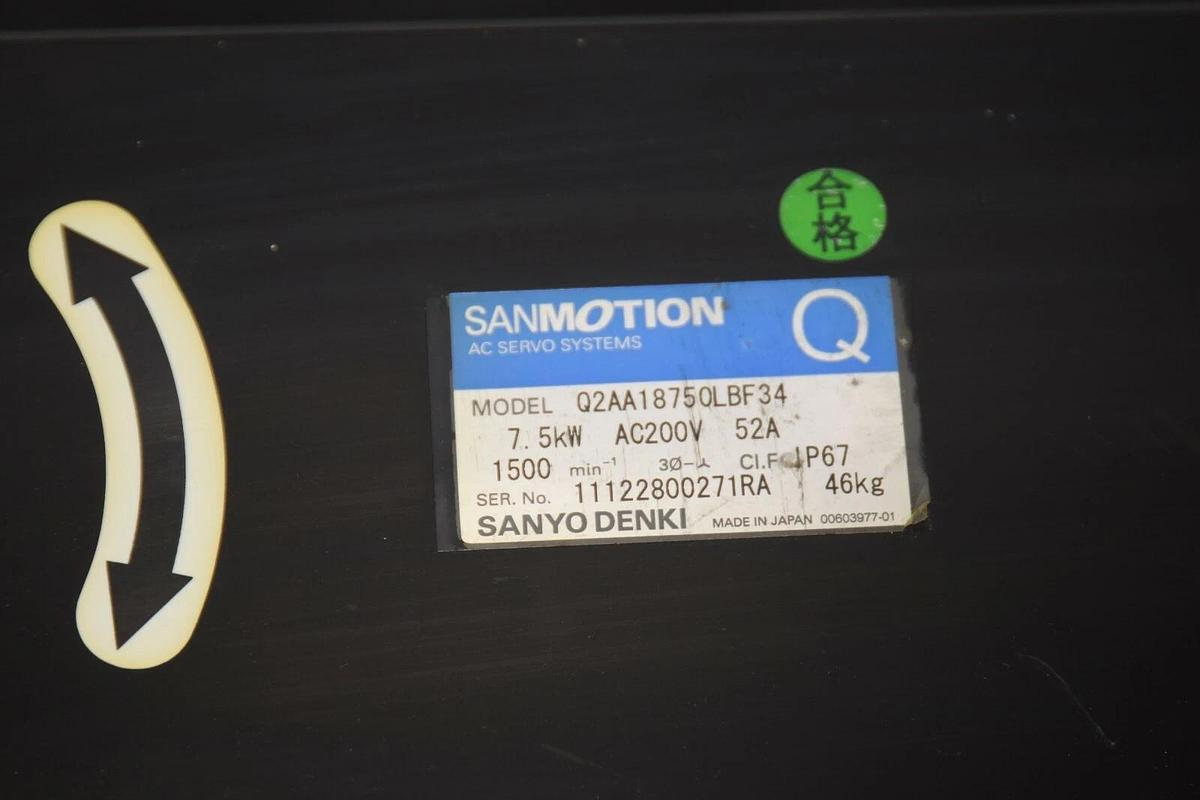 合
格
SANMOTION
AC SERVO SYSTEMS
Q
MODEL Q2AA18750LBF34
7.5kW AC200V 52A
1500 min⁻¹ 3Ø-⅄ CI.F IP67
SER. No. 11122800271RA 46kg
SANYO DENKI MADE IN JAPAN 00603977-01